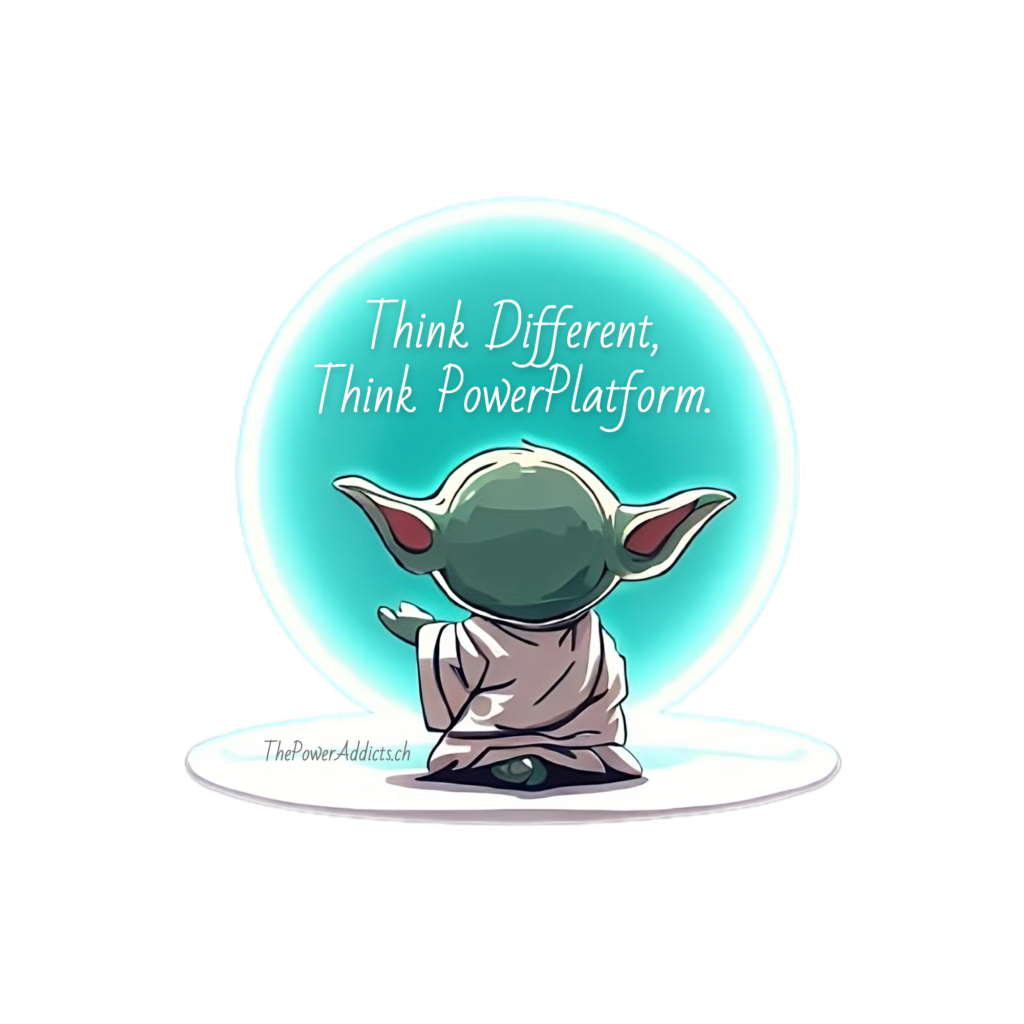 Think Different,
Think PowerPlatform.
ThePowerAddicts.ch